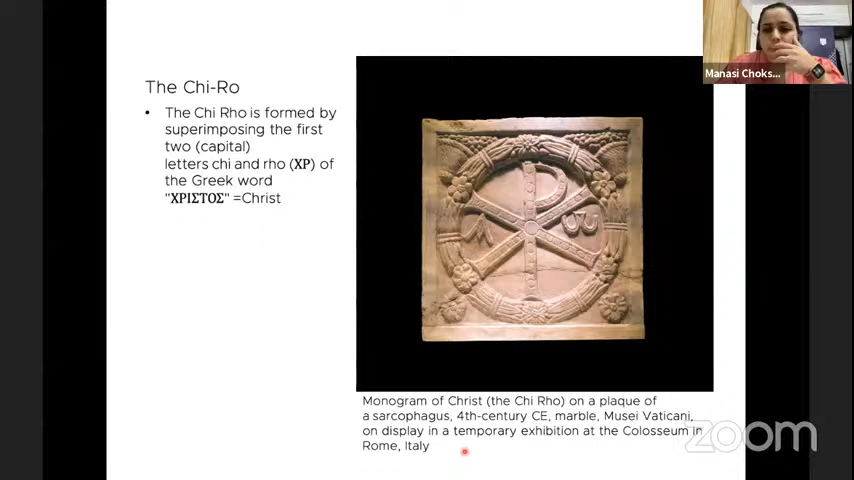 The Chi-Ro
• The Chi Rho is formed by
superimposing the first
two (capital)
letters chi and rho (ΧΡ) of
the Greek word
"ΧΡΙΣΤΟΣ" =Christ
Monogram of Christ (the Chi Rho) on a plaque of
a sarcophagus, 4th-century CE, marble, Musei Vaticani,
on display in a temporary exhibition at the Colosseum in
Rome, Italy
Manasi Choks...
zoom